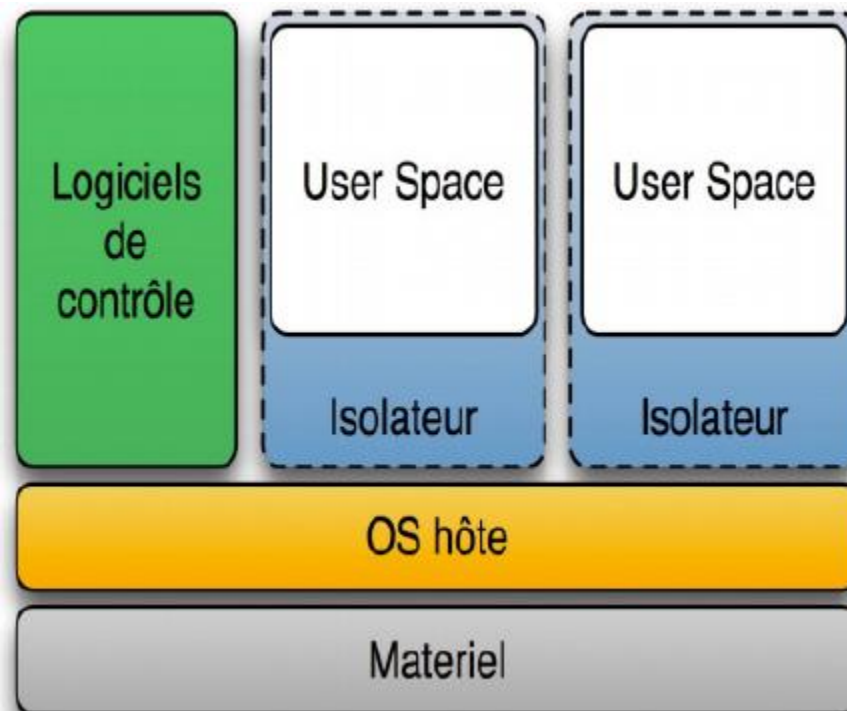 Logiciels
de
contrôle
User Space
Isolateur
User Space
Isolateur
OS hôte
Materiel